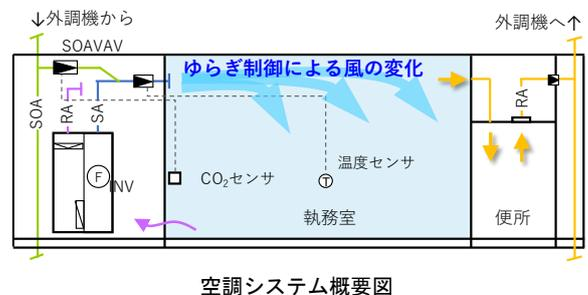 ↓外調機から
外調機へ↑
SOAVAV
ゆらぎ制御による風の変化
SOA
RA
SA
RA
F
INV
CO₂センサ
温度センサ
T
執務室
便所
空調システム概要図